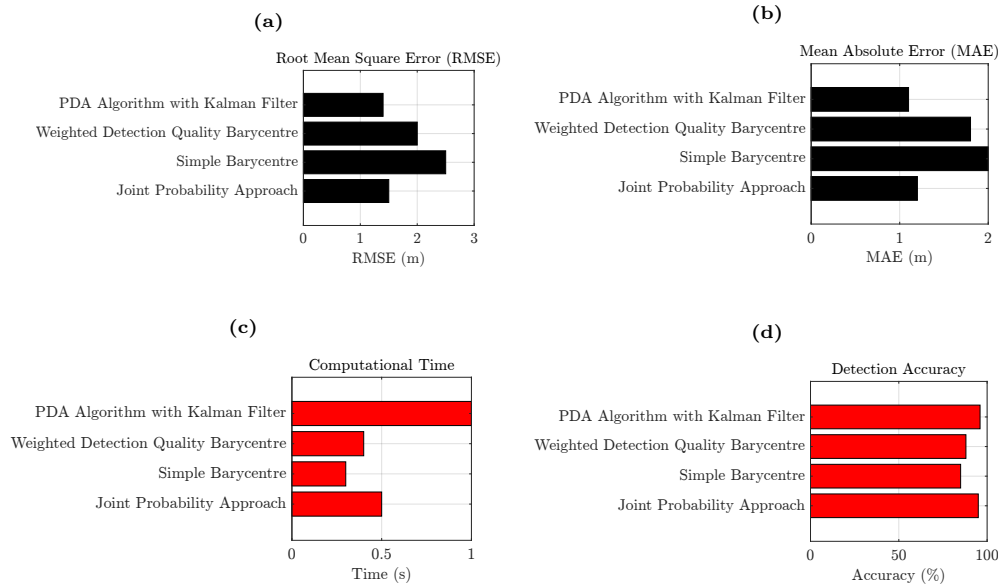 (a)
Root Mean Square Error (RMSE)
PDA Algorithm with Kalman Filter
Weighted Detection Quality Barycentre
Simple Barycentre
Joint Probability Approach
0 1 2 3
RMSE (m)
(b)
Mean Absolute Error (MAE)
PDA Algorithm with Kalman Filter
Weighted Detection Quality Barycentre
Simple Barycentre
Joint Probability Approach
0 1 2
MAE (m)
(c)
Computational Time
PDA Algorithm with Kalman Filter
Weighted Detection Quality Barycentre
Simple Barycentre
Joint Probability Approach
0 0.5 1
Time (s)
(d)
Detection Accuracy
PDA Algorithm with Kalman Filter
Weighted Detection Quality Barycentre
Simple Barycentre
Joint Probability Approach
0 50 100
Accuracy (%)